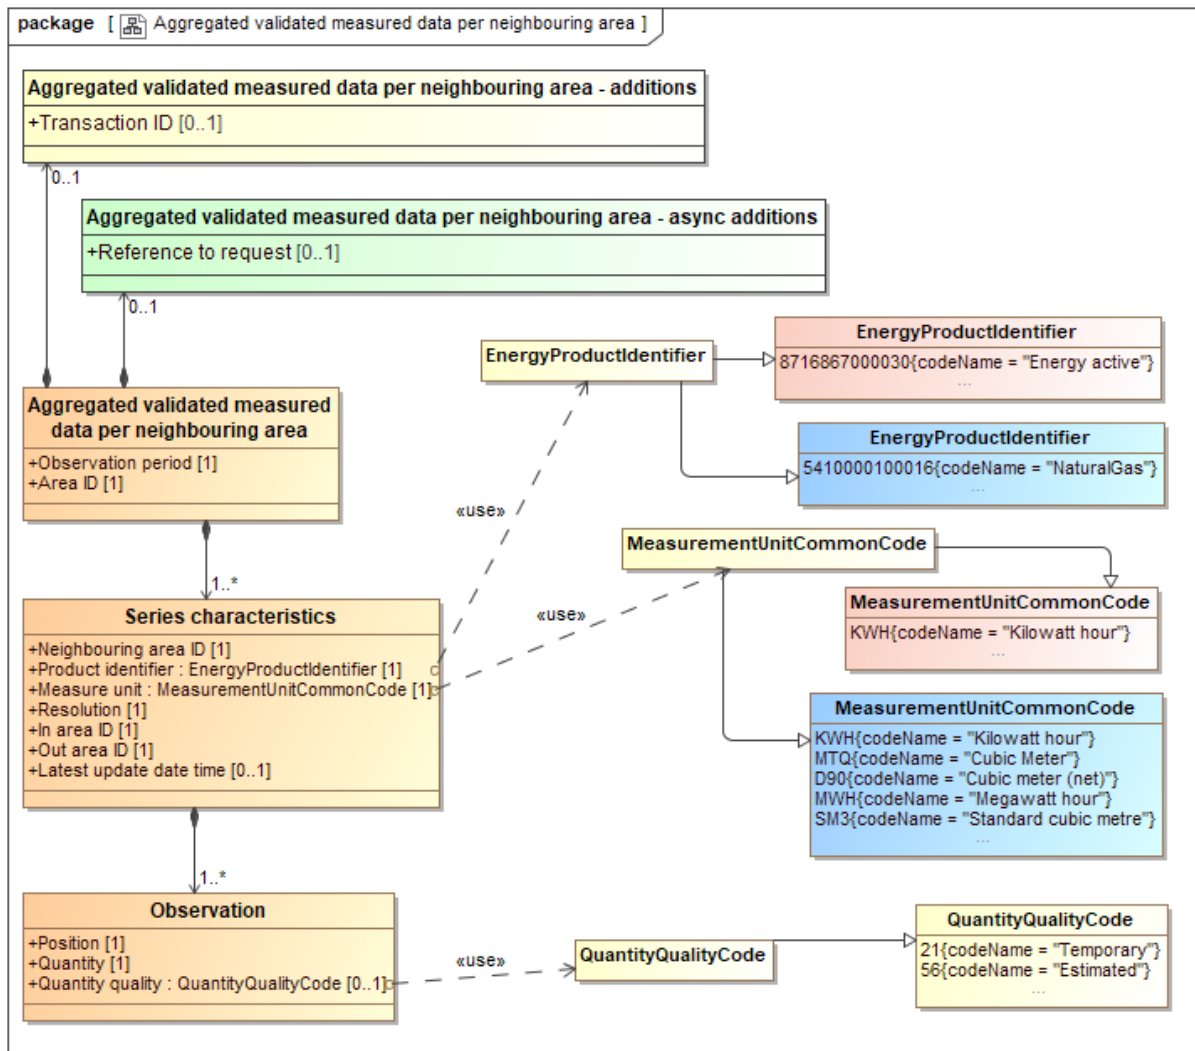 package [ Aggregated validated measured data per neighbouring area ]
Aggregated validated measured data per neighbouring area - additions
+Transaction ID [0..1]
0..1
Aggregated validated measured data per neighbouring area - async additions
+Reference to request [0..1]
0..1
Aggregated validated measured
data per neighbouring area
+Observation period [1]
+Area ID [1]
1..*
Series characteristics
+Neighbouring area ID [1]
+Product identifier : EnergyProductIdentifier [1]
+Measure unit : MeasurementUnitCommonCode [1]
+Resolution [1]
+In area ID [1]
+Out area ID [1]
+Latest update date time [0..1]
1..*
Observation
+Position [1]
+Quantity [1]
+Quantity quality : QuantityQualityCode [0..1]
«use»
«use»
«use»
EnergyProductIdentifier
EnergyProductIdentifier
8716867000030{codeName = "Energy active"}
...
EnergyProductIdentifier
5410000100016{codeName = "NaturalGas"}
...
MeasurementUnitCommonCode
MeasurementUnitCommonCode
KWH{codeName = "Kilowatt hour"}
...
MeasurementUnitCommonCode
KWH{codeName = "Kilowatt hour"}
MTQ{codeName = "Cubic Meter"}
D90{codeName = "Cubic meter (net)"}
MWH{codeName = "Megawatt hour"}
SM3{codeName = "Standard cubic metre"}
...
QuantityQualityCode
QuantityQualityCode
21{codeName = "Temporary"}
56{codeName = "Estimated"}
...